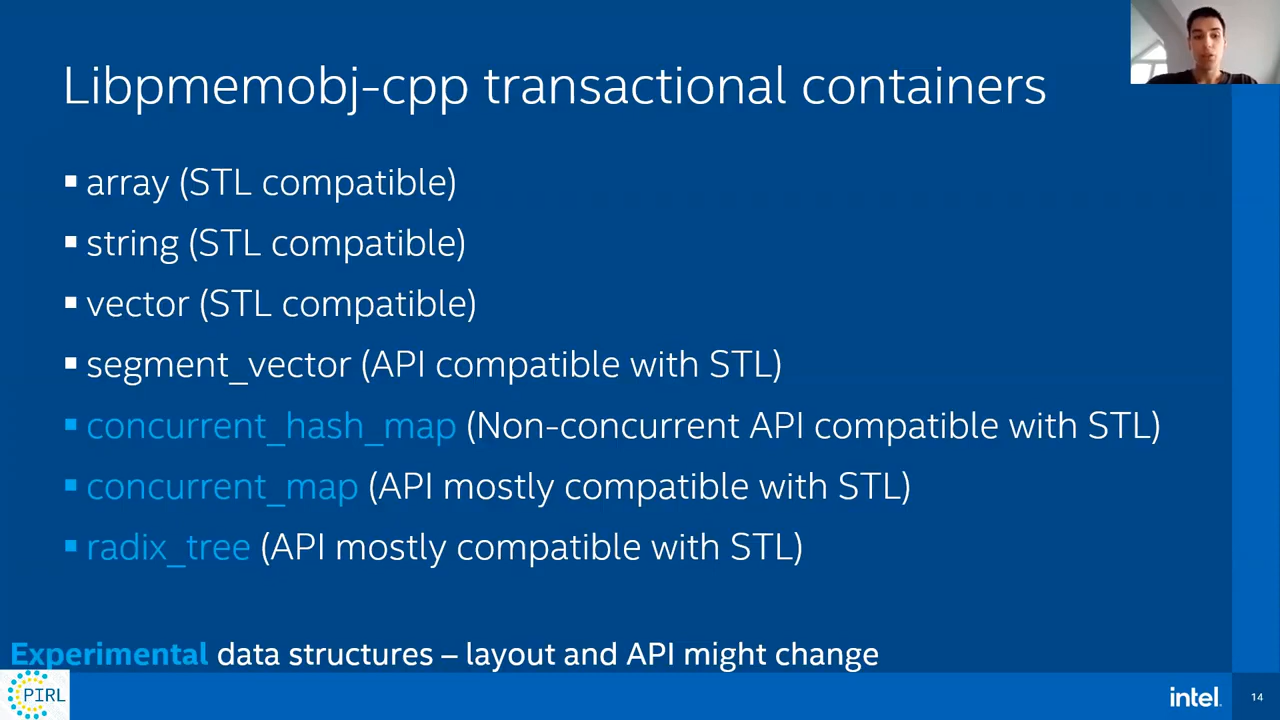 Libpmemobj-cpp transactional containers
array (STL compatible)
string (STL compatible)
vector (STL compatible)
segment_vector (API compatible with STL)
concurrent_hash_map (Non-concurrent API compatible with STL)
concurrent_map (API mostly compatible with STL)
radix_tree (API mostly compatible with STL)
Experimental data structures – layout and API might change
PIRL
intel.
14